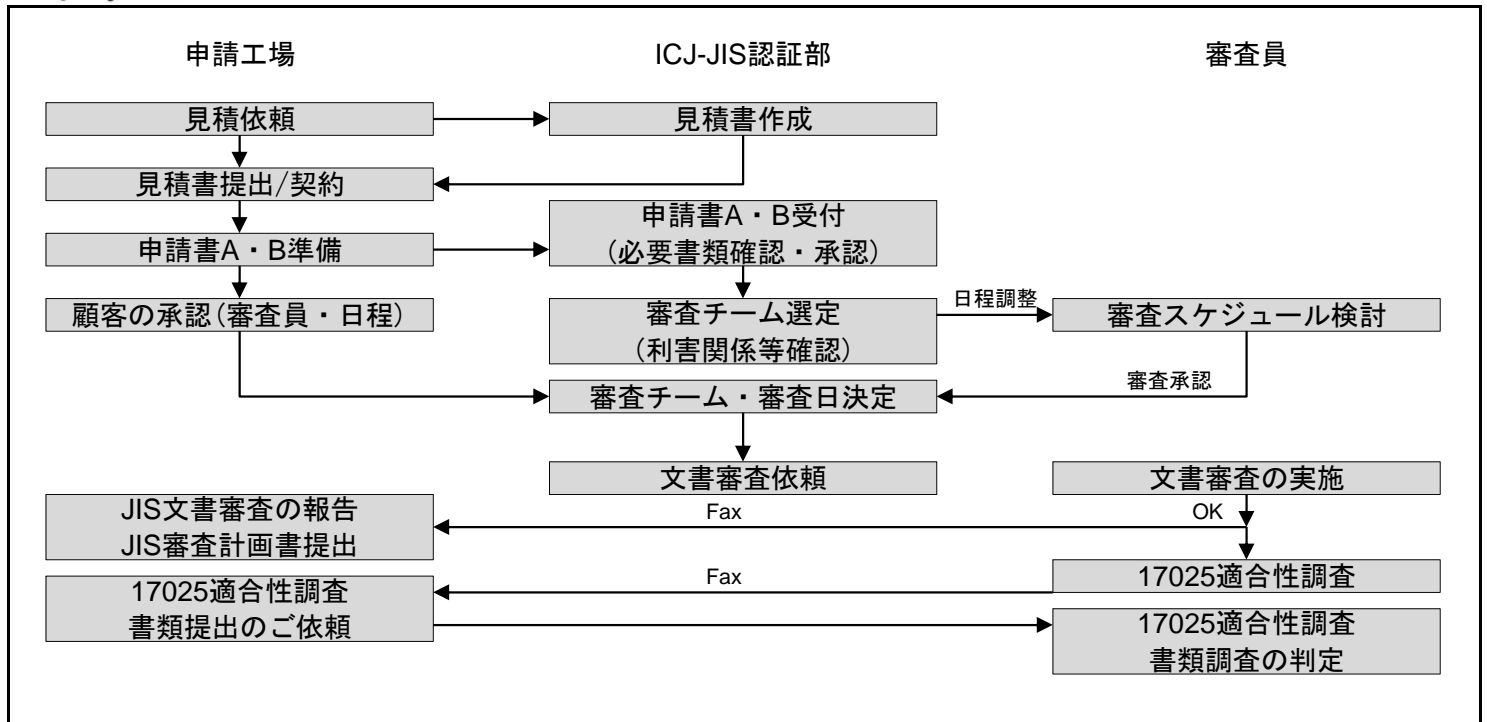 申請工場
ICJ-JIS認証部
審査員
見積依頼
見積書作成
見積書提出/契約
申請書A・B準備
申請書A・B受付
(必要書類確認・承認)
顧客の承認(審査員・日程)
審査チーム選定
(利害関係等確認)
日程調整
審査スケジュール検討
審査承認
審査チーム・審査日決定
文書審査依頼
文書審査の実施
JIS文書審査の報告
JIS審査計画書提出
Fax
OK
17025適合性調査
Fax
17025適合性調査
書類提出のご依頼
17025適合性調査
書類調査の判定